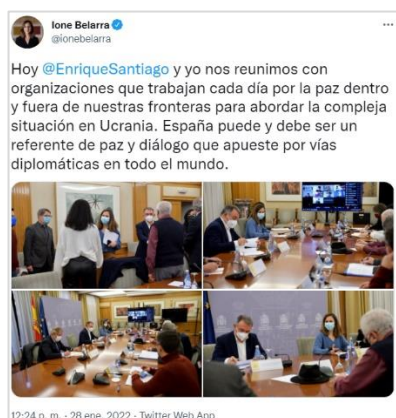 Ione Belarra
@ionebelarra
Hoy @EnriqueSantiago y yo nos reunimos con
organizaciones que trabajan cada día por la paz dentro
y fuera de nuestras fronteras para abordar la compleja
situación en Ucrania. España puede y debe ser un
referente de paz y diálogo que apueste por vías
diplomáticas en todo el mundo.
12:24 p. m. · 28 ene. 2022 · Twitter Web App